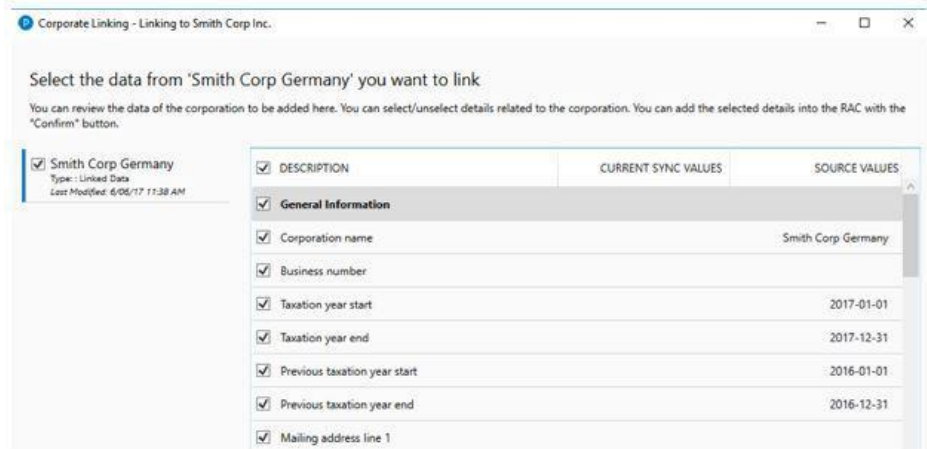 Corporate Linking - Linking to Smith Corp Inc.
Select the data from 'Smith Corp Germany' you want to link
You can review the data of the corporation to be added here. You can select/unselect details related to the corporation. You can add the selected details into the RAC with the
"Confirm" button.
Smith Corp Germany
Type: : Linked Data
Last Modified: 6/06/17 11:38 AM
DESCRIPTION CURRENT SYNC VALUES SOURCE VALUES
General Information
Corporation name Smith Corp Germany
Business number
Taxation year start 2017-01-01
Taxation year end 2017-12-31
Previous taxation year start 2016-01-01
Previous taxation year end 2016-12-31
Mailing address line 1